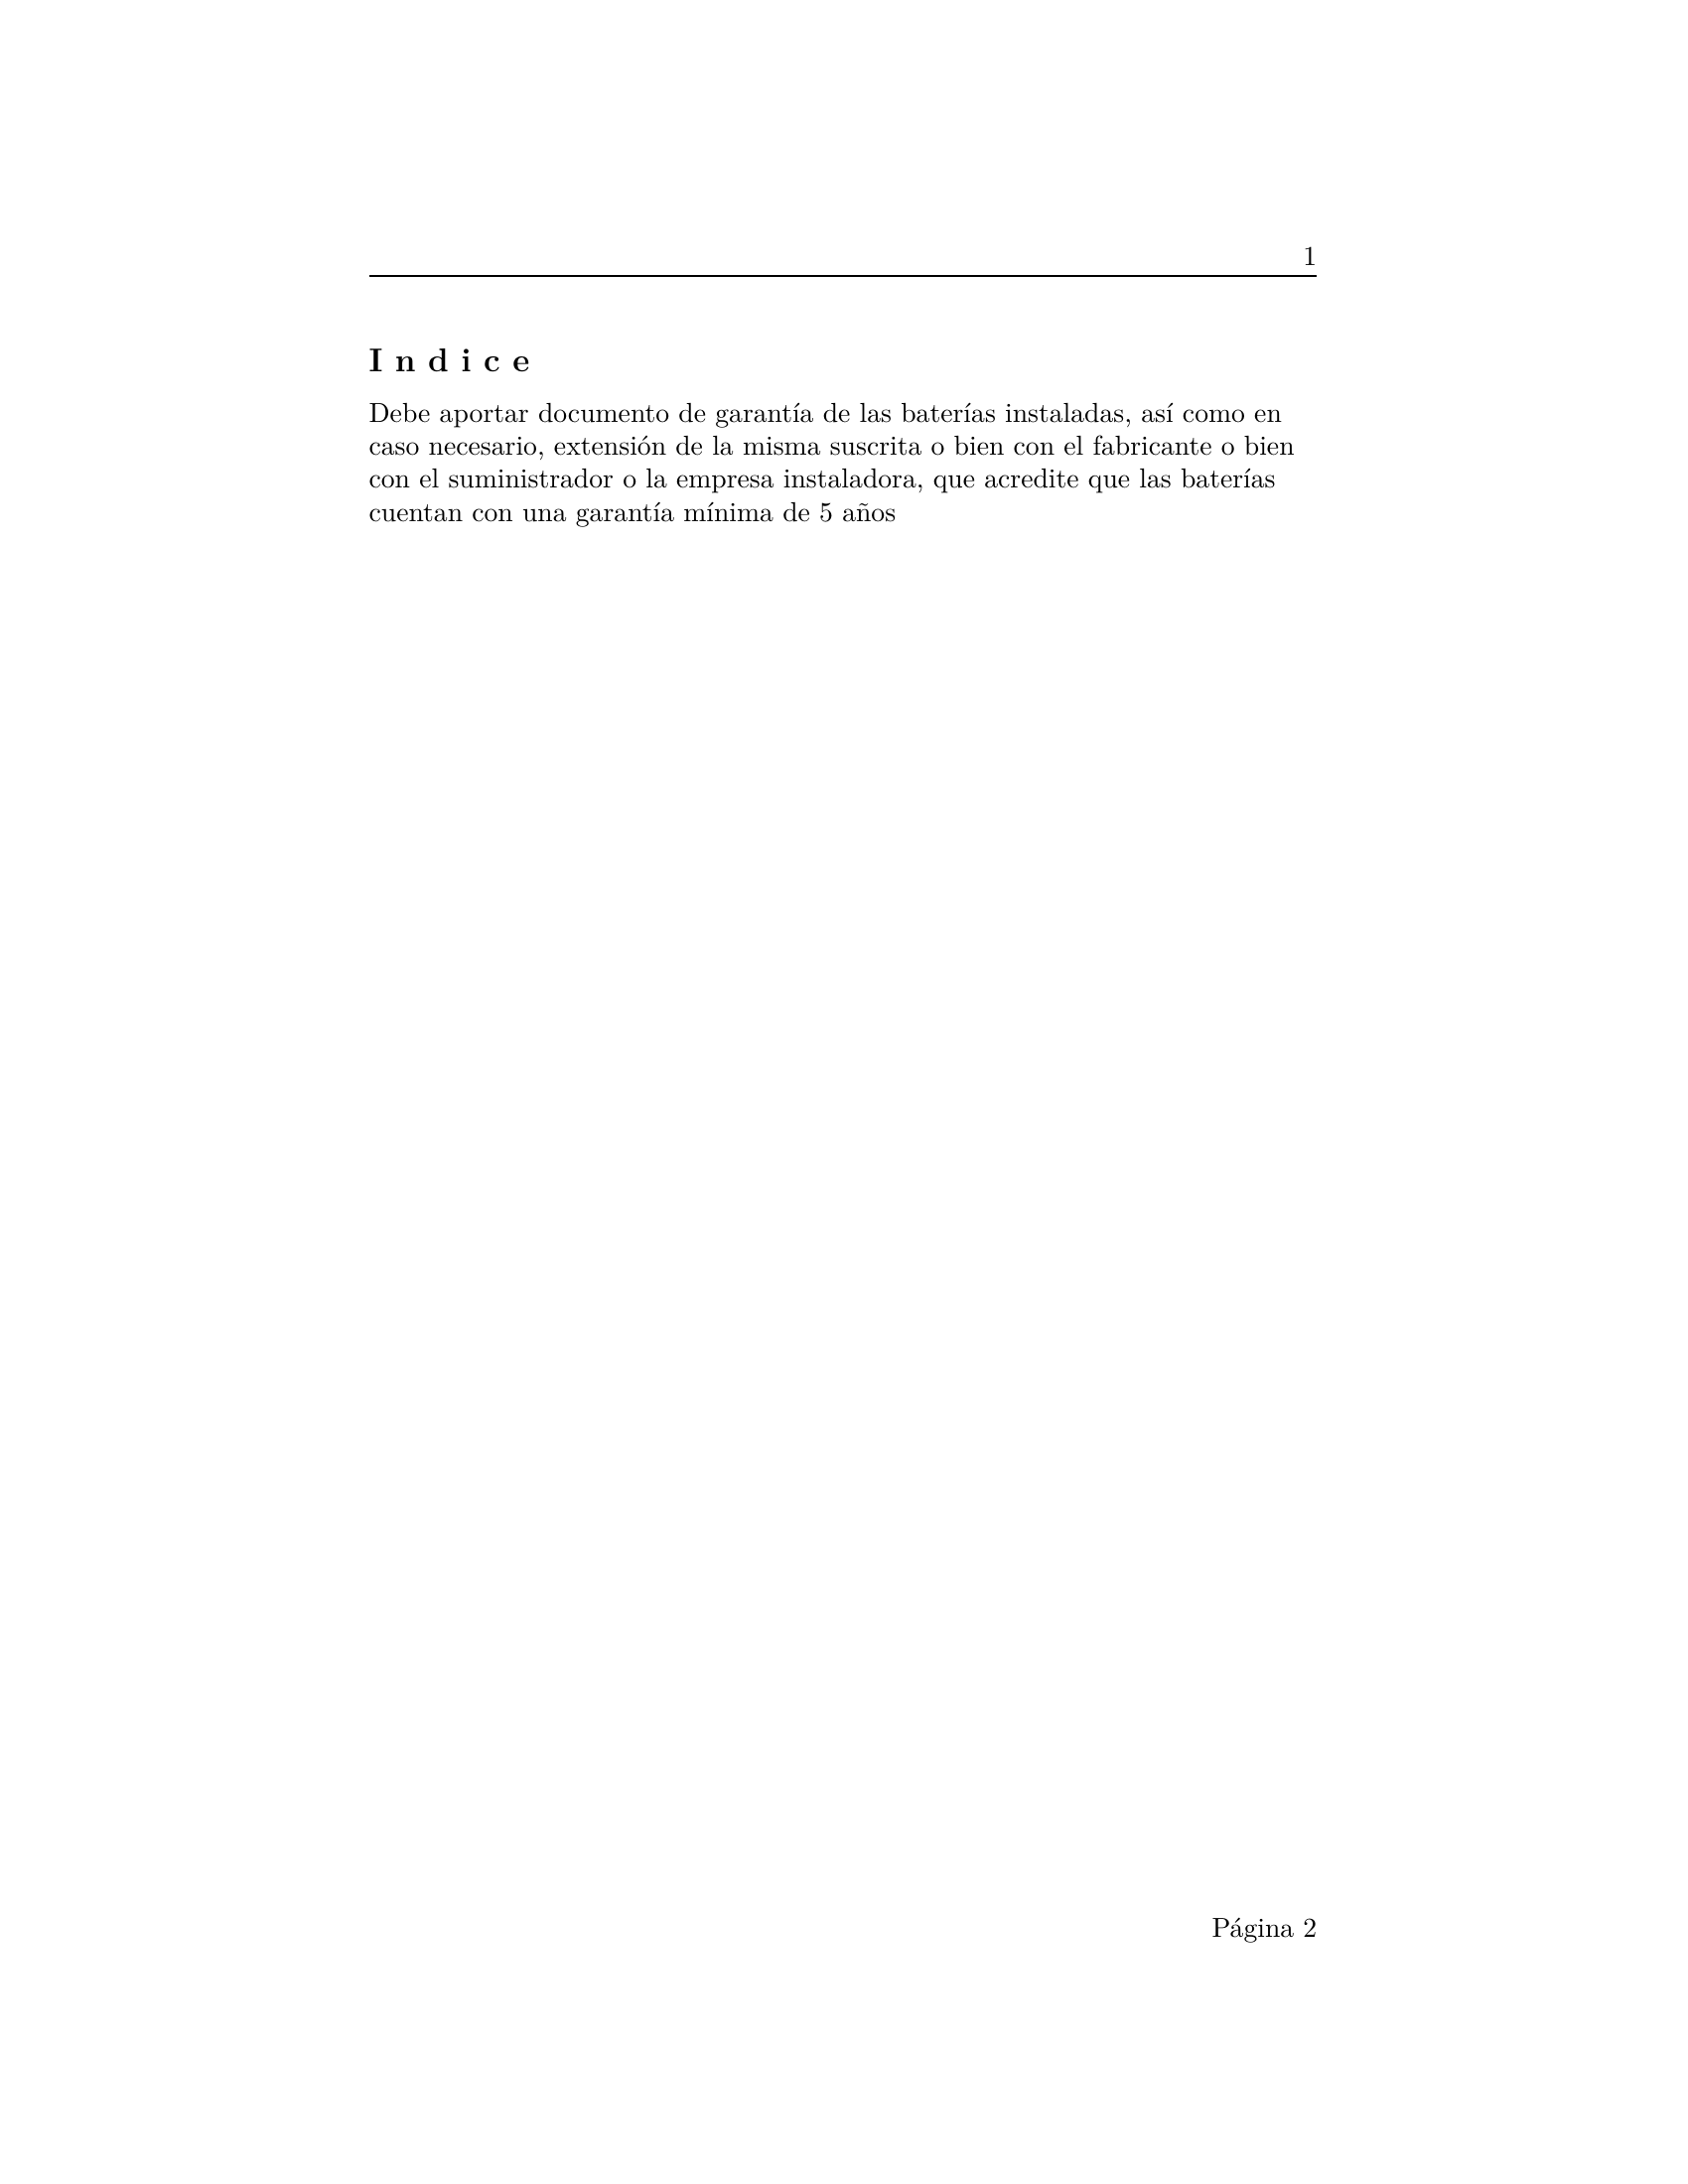 1
I n d i c e
Debe aportar documento de garantía de las baterías instaladas, así como en
caso necesario, extensión de la misma suscrita o bien con el fabricante o bien
con el suministrador o la empresa instaladora, que acredite que las baterías
cuentan con una garantía mínima de 5 años
Página 2